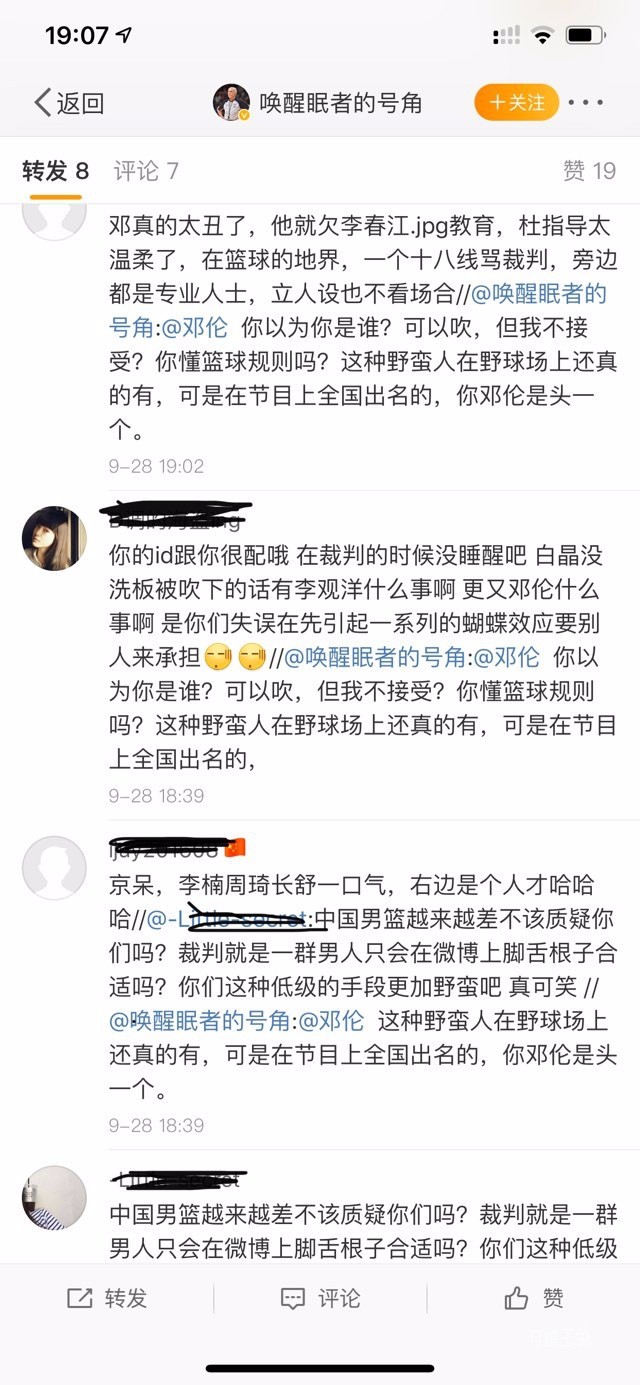 19:07
返回
唤醒眠者的号角
+关注
转发 8
评论 7
赞 19
邓真的太丑了，他就欠李春江.jpg教育，杜指导太
温柔了，在篮球的地界，一个十八线骂裁判，旁边
都是专业人士，立人设也不看场合//@唤醒眠者的
号角:@邓伦 你以为你是谁？可以吹，但我不接
受？你懂篮球规则吗？这种野蛮人在野球场上还真
的有，可是在节目上全国出名的，你邓伦是头一
个。
9-28 19:02
你的id跟你很配哦 在裁判的时候没睡醒吧 白晶没
洗板被吹下的话有李观洋什么事啊 更又邓伦什么
事啊 是你们失误在先引起一系列的蝴蝶效应要别
人来承担//@唤醒眠者的号角:@邓伦 你以
为你是谁？可以吹，但我不接受？你懂篮球规则
吗？这种野蛮人在野球场上还真的有，可是在节目
上全国出名的，
9-28 18:39
京呆，李楠周琦长舒一口气，右边是个人才哈哈
哈//@-Little-secret:中国男篮越来越差不该质疑你
们吗？裁判就是一群男人只会在微博上脚舌根子合
适吗？你们这种低级的手段更加野蛮吧 真可笑 //
@唤醒眠者的号角:@邓伦 这种野蛮人在野球场上
还真的有，可是在节目上全国出名的，你邓伦是头
一个。
9-28 18:39
中国男篮越来越差不该质疑你们吗？裁判就是一群
男人只会在微博上脚舌根子合适吗？你们这种低级
转发
评论
赞